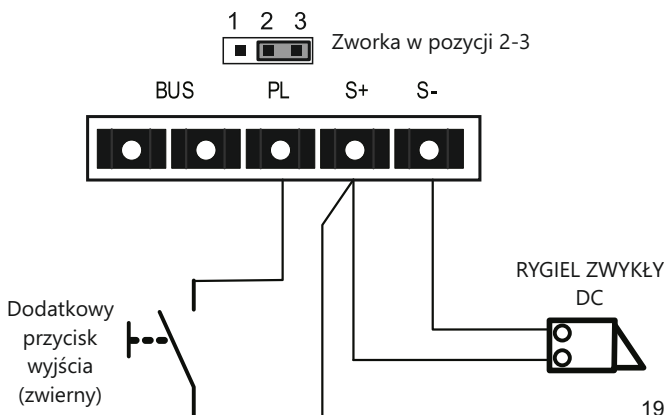 1 2 3
Zworka w pozycji 2-3
BUS PL S+ S-
RYGIEL ZWYKŁY
DC
Dodatkowy
przycisk
wyjścia
(zwierny)
19